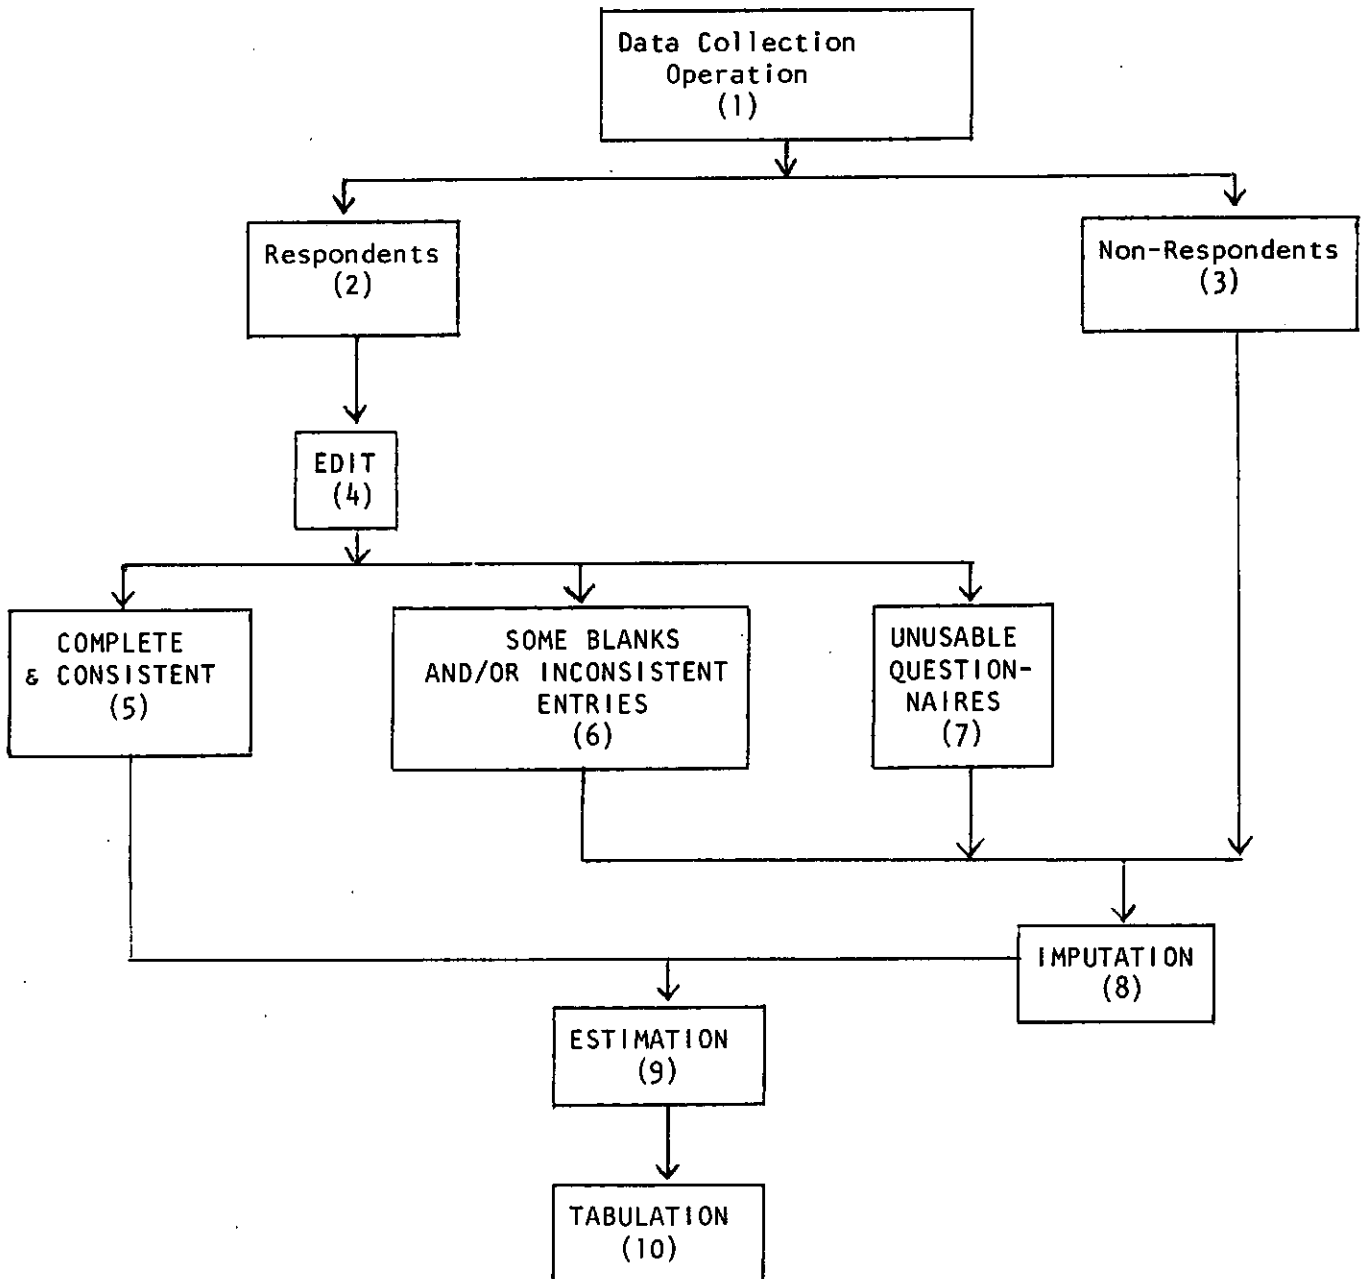 Data Collection
Operation
(1)
Respondents
(2)
Non-Respondents
(3)
EDIT
(4)
COMPLETE
& CONSISTENT
(5)
SOME BLANKS
AND/OR INCONSISTENT
ENTRIES
(6)
UNUSABLE
QUESTION-
NAIRES
(7)
IMPUTATION
(8)
ESTIMATION
(9)
TABULATION
(10)